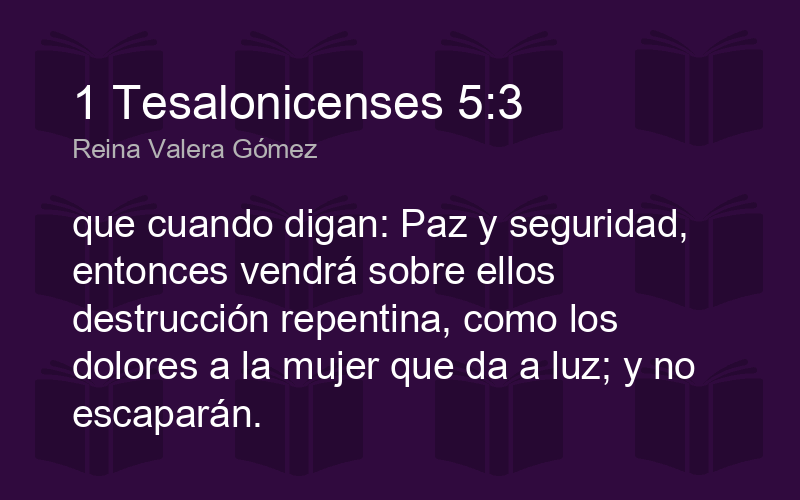 1 Tesalonicenses 5:3
Reina Valera Gómez
que cuando digan: Paz y seguridad,
entonces vendrá sobre ellos
destrucción repentina, como los
dolores a la mujer que da a luz; y no
escaparán.